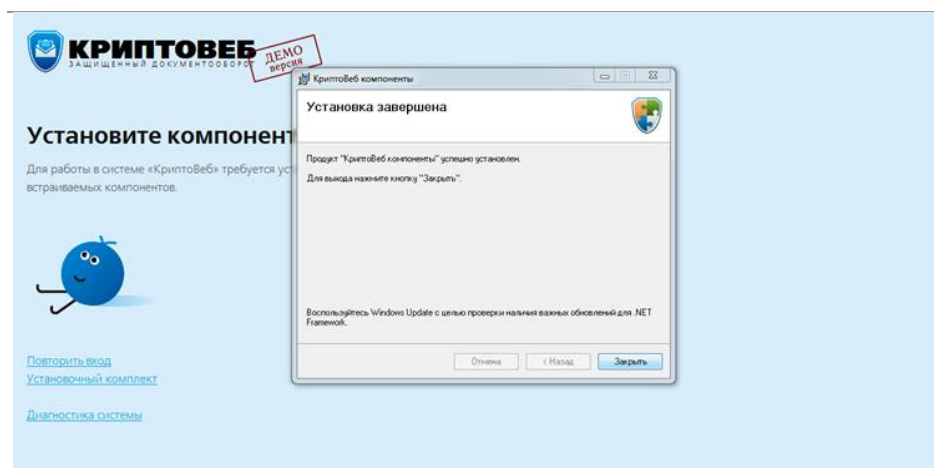 КРИПТОВЕБ
ЗАЩИЩЕННЫЙ ДОКУМЕНТООБОРОТ
ДЕМО
версия
Установите компонент
Для работы в системе «КриптоВеб» требуется уст
встраиваемых компонентов.
Повторить вход
Установочный комплект
Диагностика системы
КриптоВеб компоненты
Установка завершена
Продукт "КриптоВеб компоненты" успешно установлен.
Для выхода нажмите кнопку "Закрыть".
Воспользуйтесь Windows Update с целью проверки наличия важных обновлений для .NET
Framework.
Отмена
< Назад
Закрыть